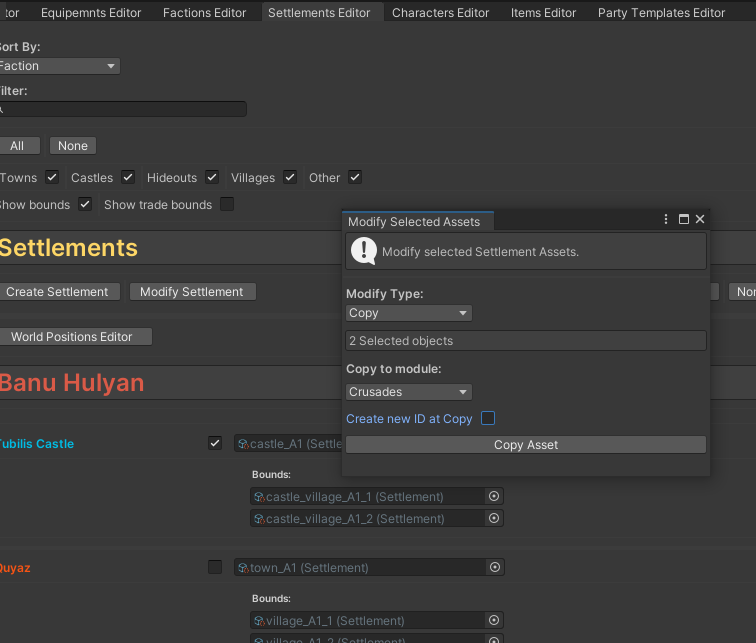 tor Equipemnts Editor Factions Editor Settlements Editor Characters Editor Items Editor Party Templates Editor
Sort By:
Faction
Filter:
All None
Towns Castles Hideouts Villages Other
Show bounds Show trade bounds
Settlements
Create Settlement Modify Settlement
World Positions Editor
Banu Hulyan
Tubilis Castle castle_A1 (Settle
Bounds:
castle_village_A1_1 (Settlement)
castle_village_A1_2 (Settlement)
Quyaz town_A1 (Settlement)
Bounds:
village_A1_1 (Settlement)
village_A1_2 (Settlement)
Modify Selected Assets
Modify selected Settlement Assets.
Modify Type:
Copy
2 Selected objects
Copy to module:
Crusades
Create new ID at Copy
Copy Asset
Nor